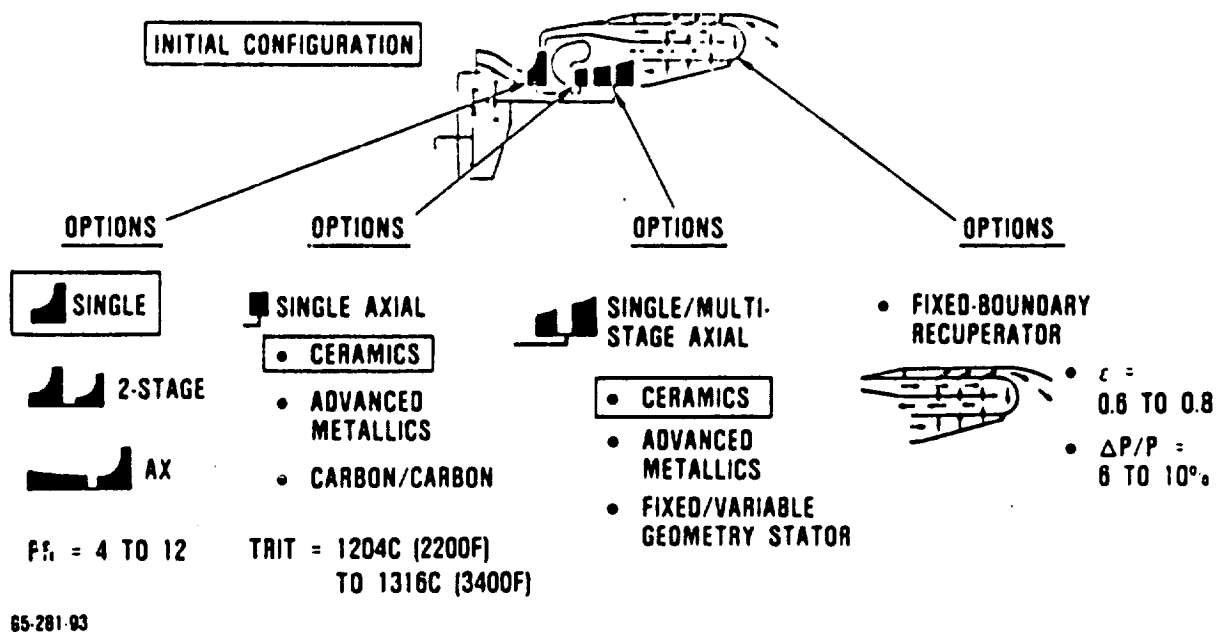 INITIAL CONFIGURATION
OPTIONS
SINGLE
2-STAGE
AX
= 4 TO 12
OPTIONS
SINGLE AXIAL
• CERAMICS
• ADVANCED
METALLICS
• CARBON/CARBON
TRIT = 1204C (2200F)
TO 1316C (3400F)
OPTIONS
SINGLE/MULTI-
STAGE AXIAL
• CERAMICS
• ADVANCED
METALLICS
• FIXED/VARIABLE
GEOMETRY STATOR
OPTIONS
• FIXED-BOUNDARY
RECUPERATOR
• ε =
0.6 TO 0.8
• ΔP/P =
6 TO 10%
65-281-93